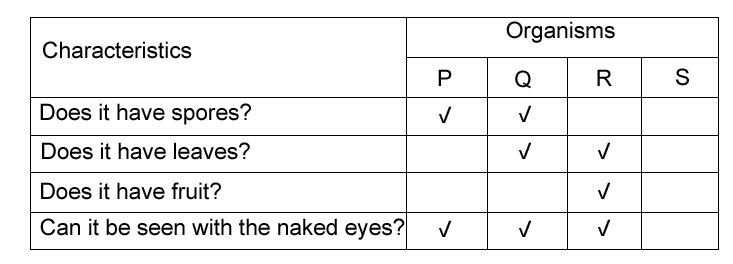 Characteristics
Organisms
P Q R S
Does it have spores? √ √
Does it have leaves? √ √
Does it have fruit? √
Can it be seen with the naked eyes? √ √ √